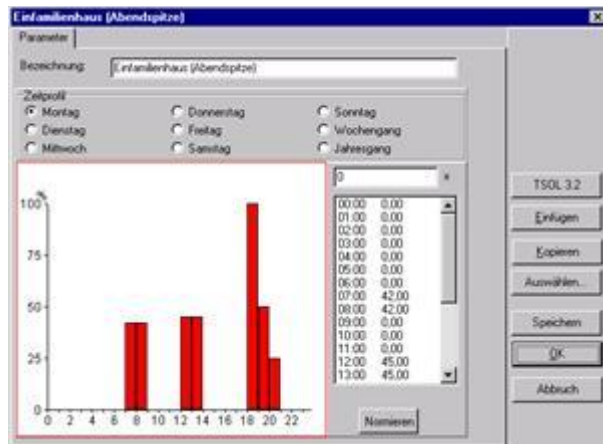 Einfamilienhaus (Abendspitze)
Parameter
Bezeichnung: Einfamilienhaus (Abendspitze)
Zeitprofil
Montag Donnerstag Sonntag
Dienstag Freitag Wochengang
Mittwoch Samstag Jahresgang
0 %
%
100
75
50
25
0
0 2 4 6 8 10 12 14 16 18 20 22
00:00 0,00
01:00 0,00
02:00 0,00
03:00 0,00
04:00 0,00
05:00 0,00
06:00 0,00
07:00 42,00
08:00 42,00
09:00 0,00
10:00 0,00
11:00 0,00
12:00 45,00
13:00 45,00
Normieren
TSOL 3.2
Einfügen
Kopieren
Auswählen...
Speichern
OK
Abbruch